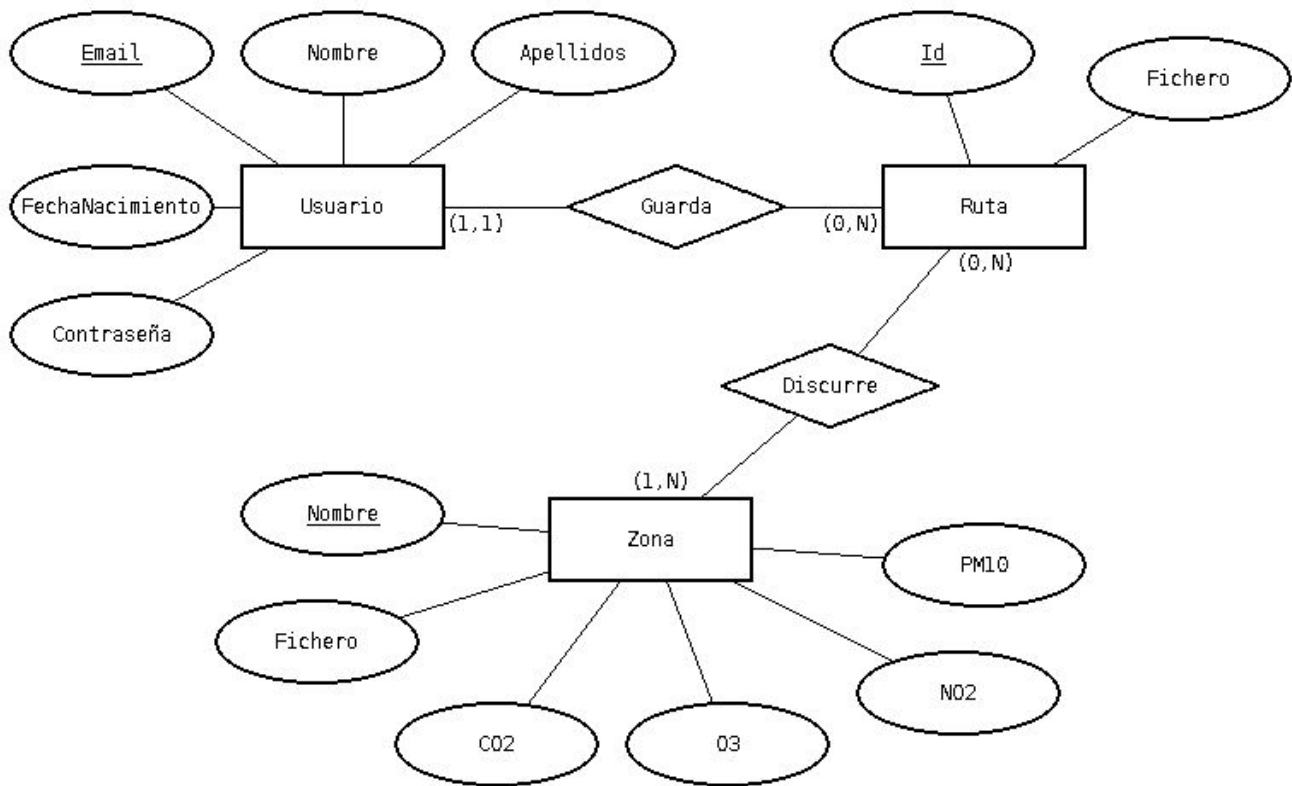 Email
Nombre
Apellidos
Id
Fichero
FechaNacimiento
Usuario
Guarda
Ruta
(1,1)
(0,N)
(0,N)
Contraseña
Discurre
(1,N)
Nombre
Zona
PM10
Fichero
NO2
CO2
O3